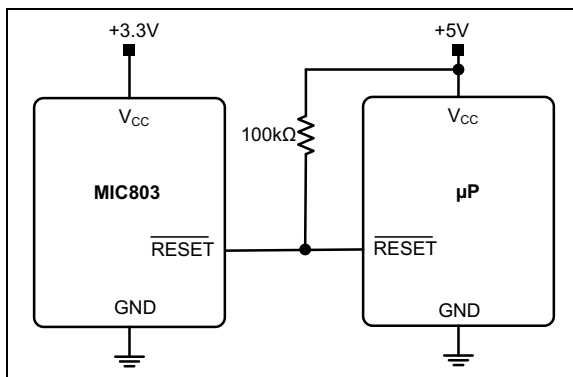 +3.3V
+5V
VCC
VCC
100kΩ
MIC803
µP
RESET
RESET
GND
GND